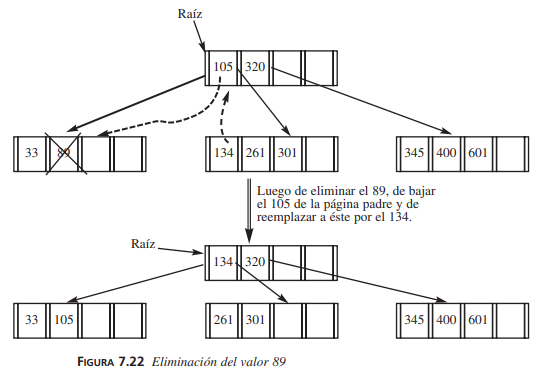 Raíz
105 320
33 89
134 261 301
345 400 601
Luego de eliminar el 89, de bajar
el 105 de la página padre y de
reemplazar a éste por el 134.
Raíz
134 320
33 105
261 301
345 400 601
FIGURA 7.22 Eliminación del valor 89